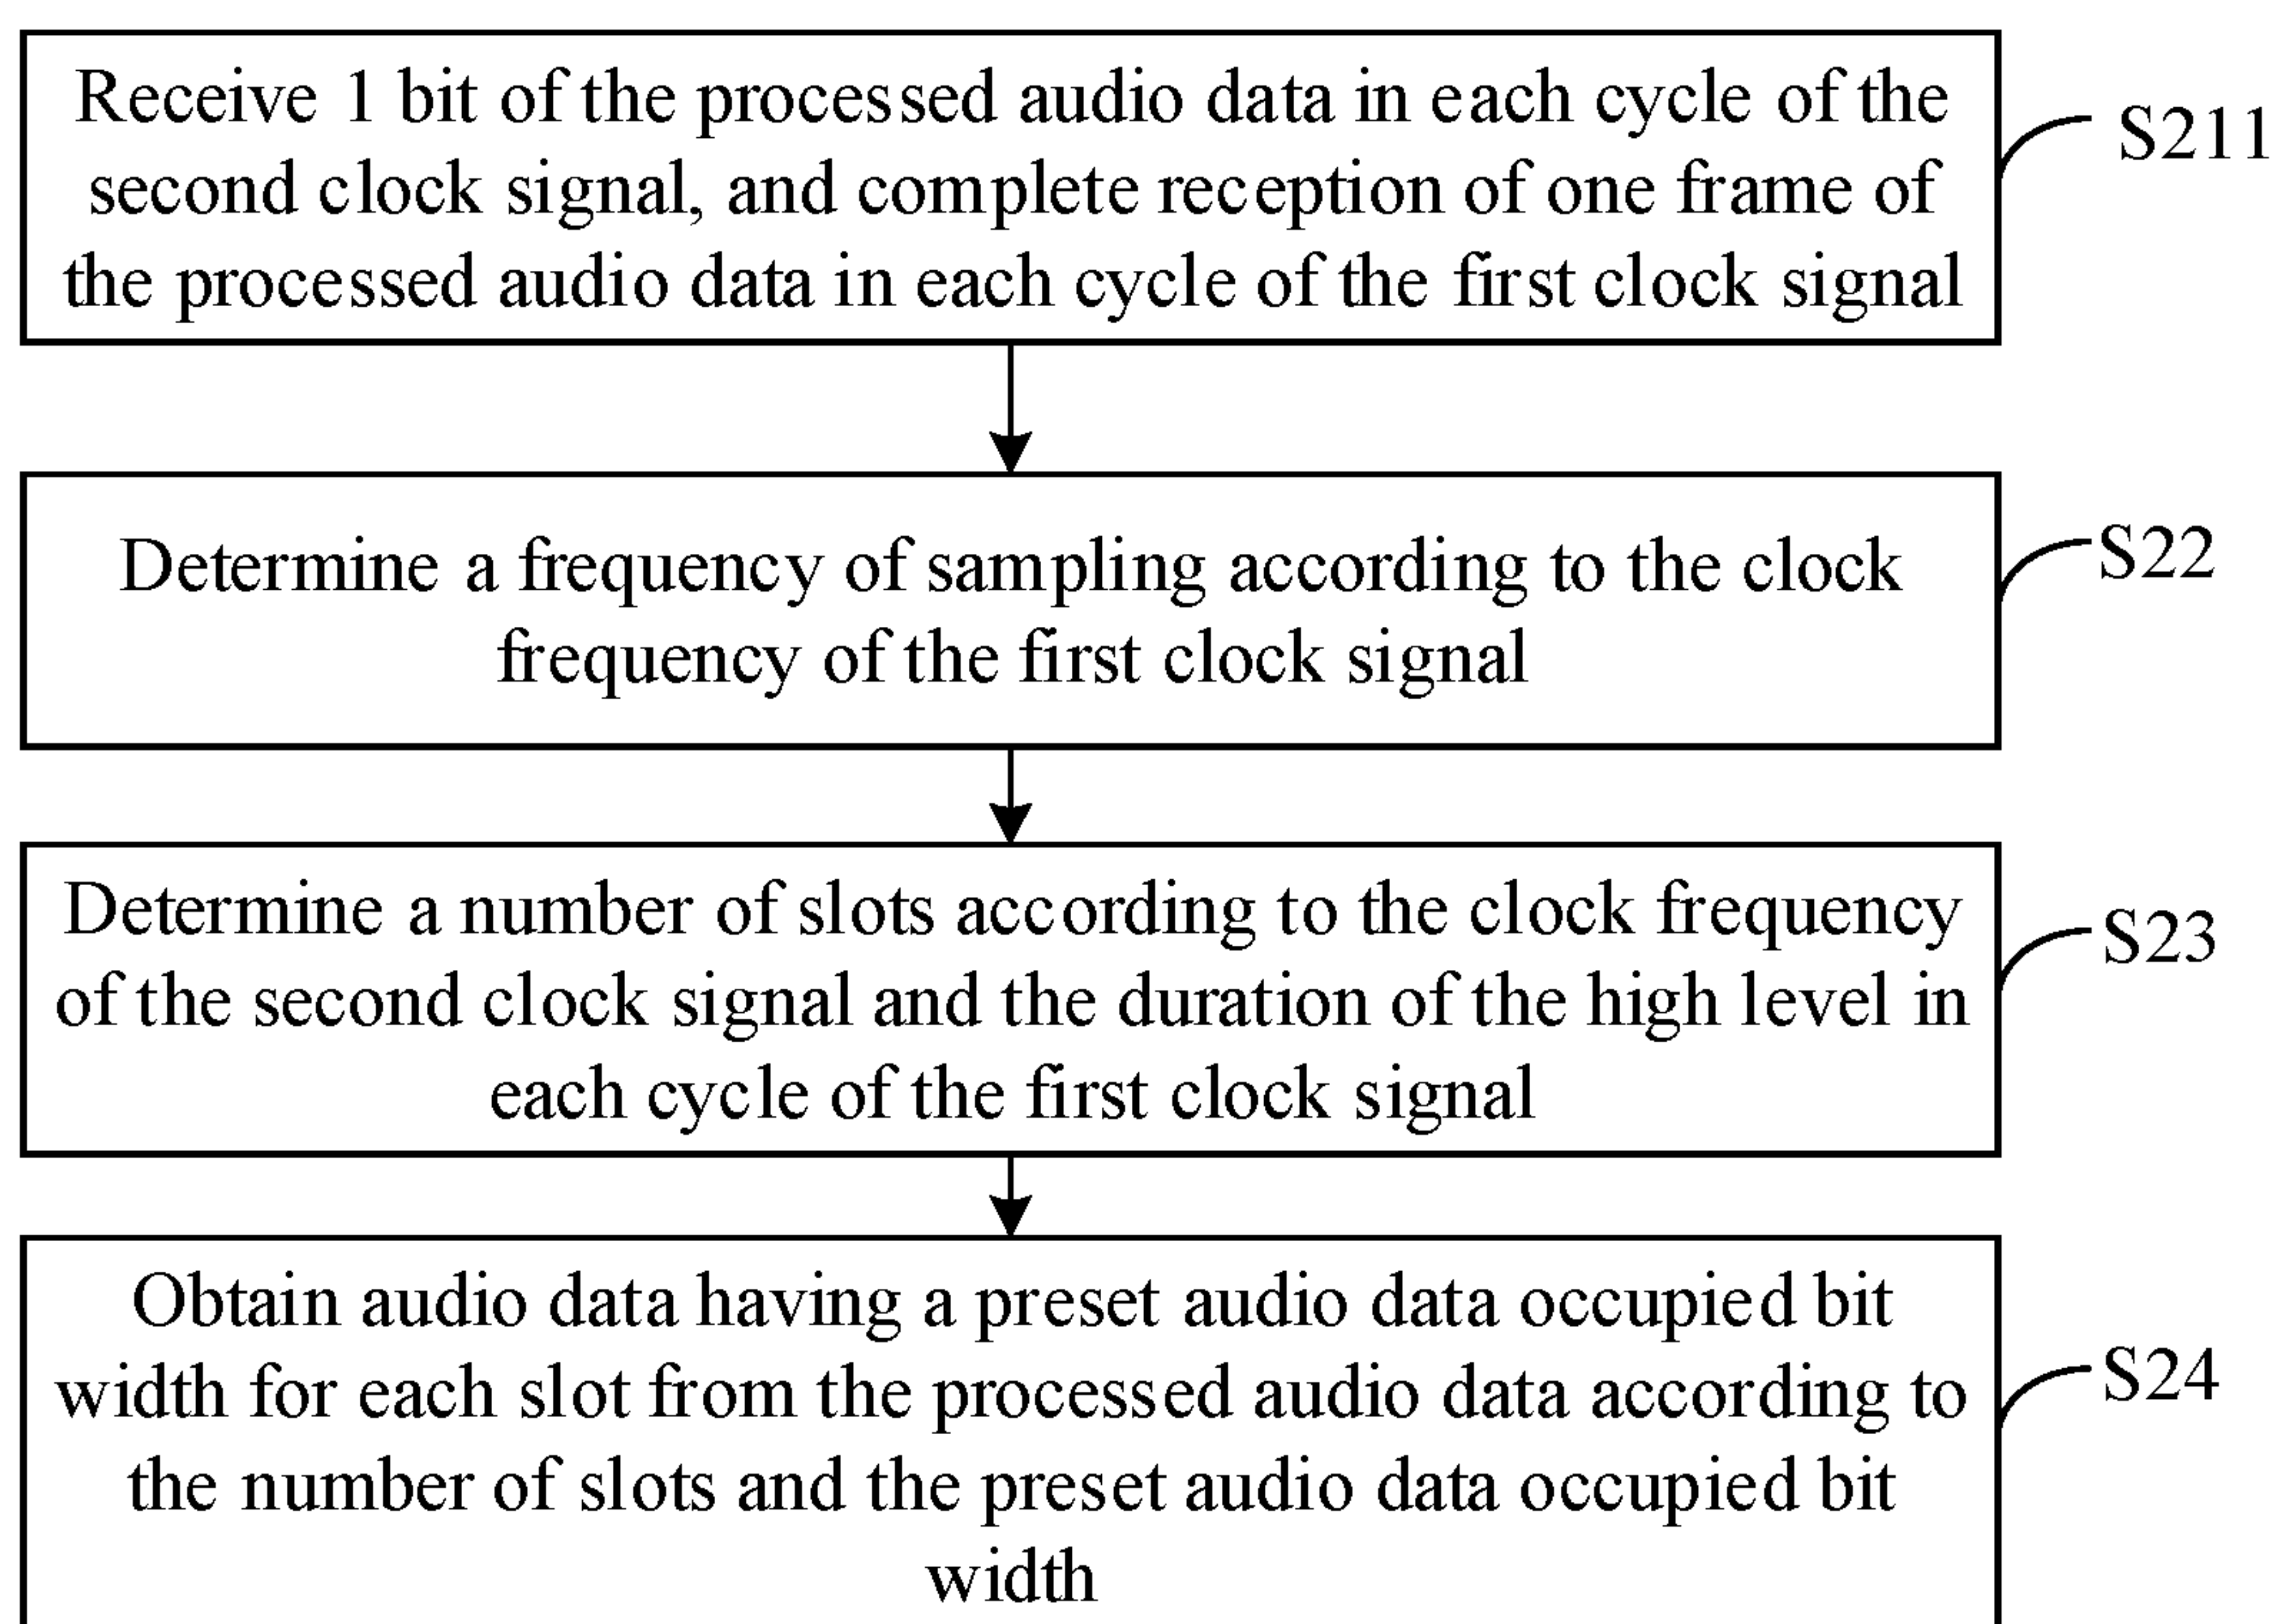 Receive 1 bit of the processed audio data in each cycle of the
second clock signal, and complete reception of one frame of
the processed audio data in each cycle of the first clock signal
S211
Determine a frequency of sampling according to the clock
frequency of the first clock signal
S22
Determine a number of slots according to the clock frequency
of the second clock signal and the duration of the high level in
each cycle of the first clock signal
S23
Obtain audio data having a preset audio data occupied bit
width for each slot from the processed audio data according to
the number of slots and the preset audio data occupied bit
width
S24